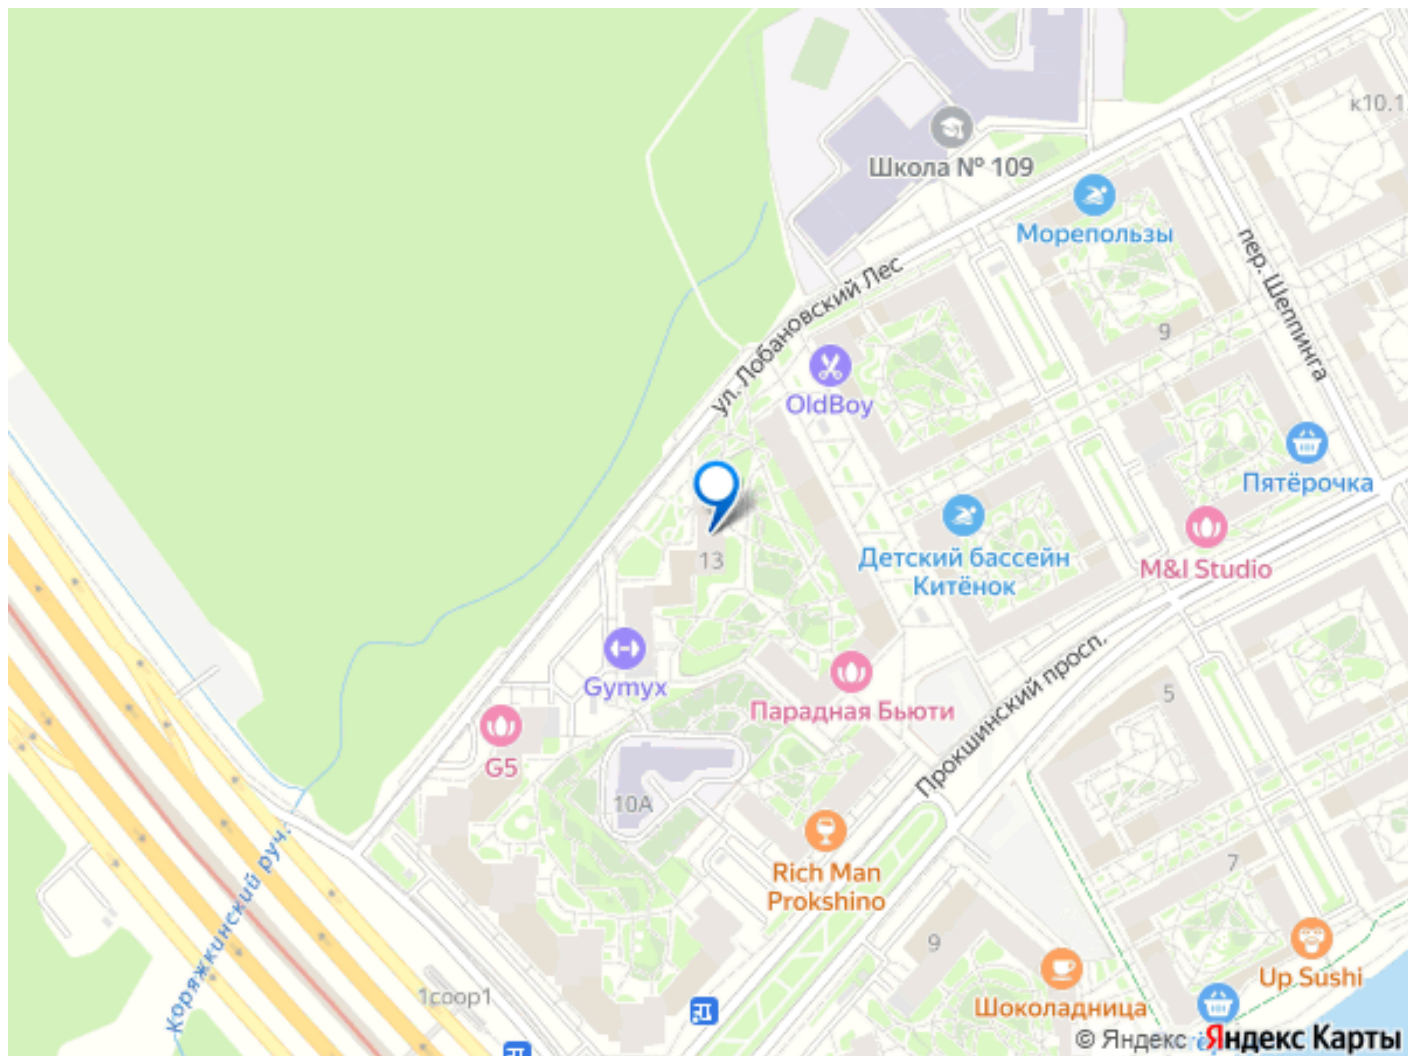 к10.1
Школа № 109
Морепользы
пер. Шеппинга
ул. Лобановский Лес
9
OldBoy
Пятёрочка
Детский бассейн
Китёнок
M&I Studio
13
Gymyx
Парадная Бьюти
Прокшинский просп.
5
G5
10А
Rich Man
Prokshino
7
Коряжкинский руч.
9
Up Sushi
1соор1
Шоколадница
© Яндекс
Яндекс Карты